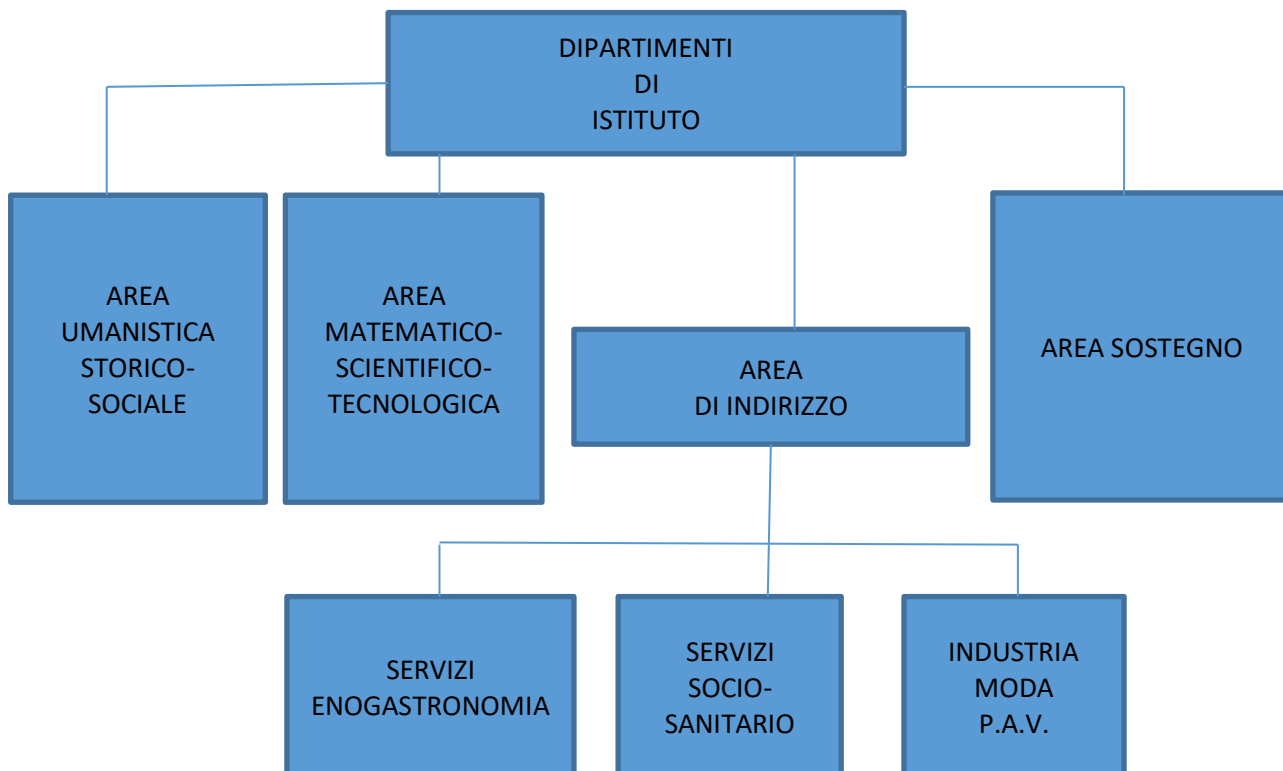 DIPARTIMENTI
DI
ISTITUTO
AREA
UMANISTICA
STORICO-
SOCIALE
AREA
MATEMATICO-
SCIENTIFICO-
TECNOLOGICA
AREA
DI INDIRIZZO
AREA SOSTEGNO
SERVIZI
ENOGASTRONOMIA
SERVIZI
SOCIO-
SANITARIO
INDUSTRIA
MODA
P.A.V.